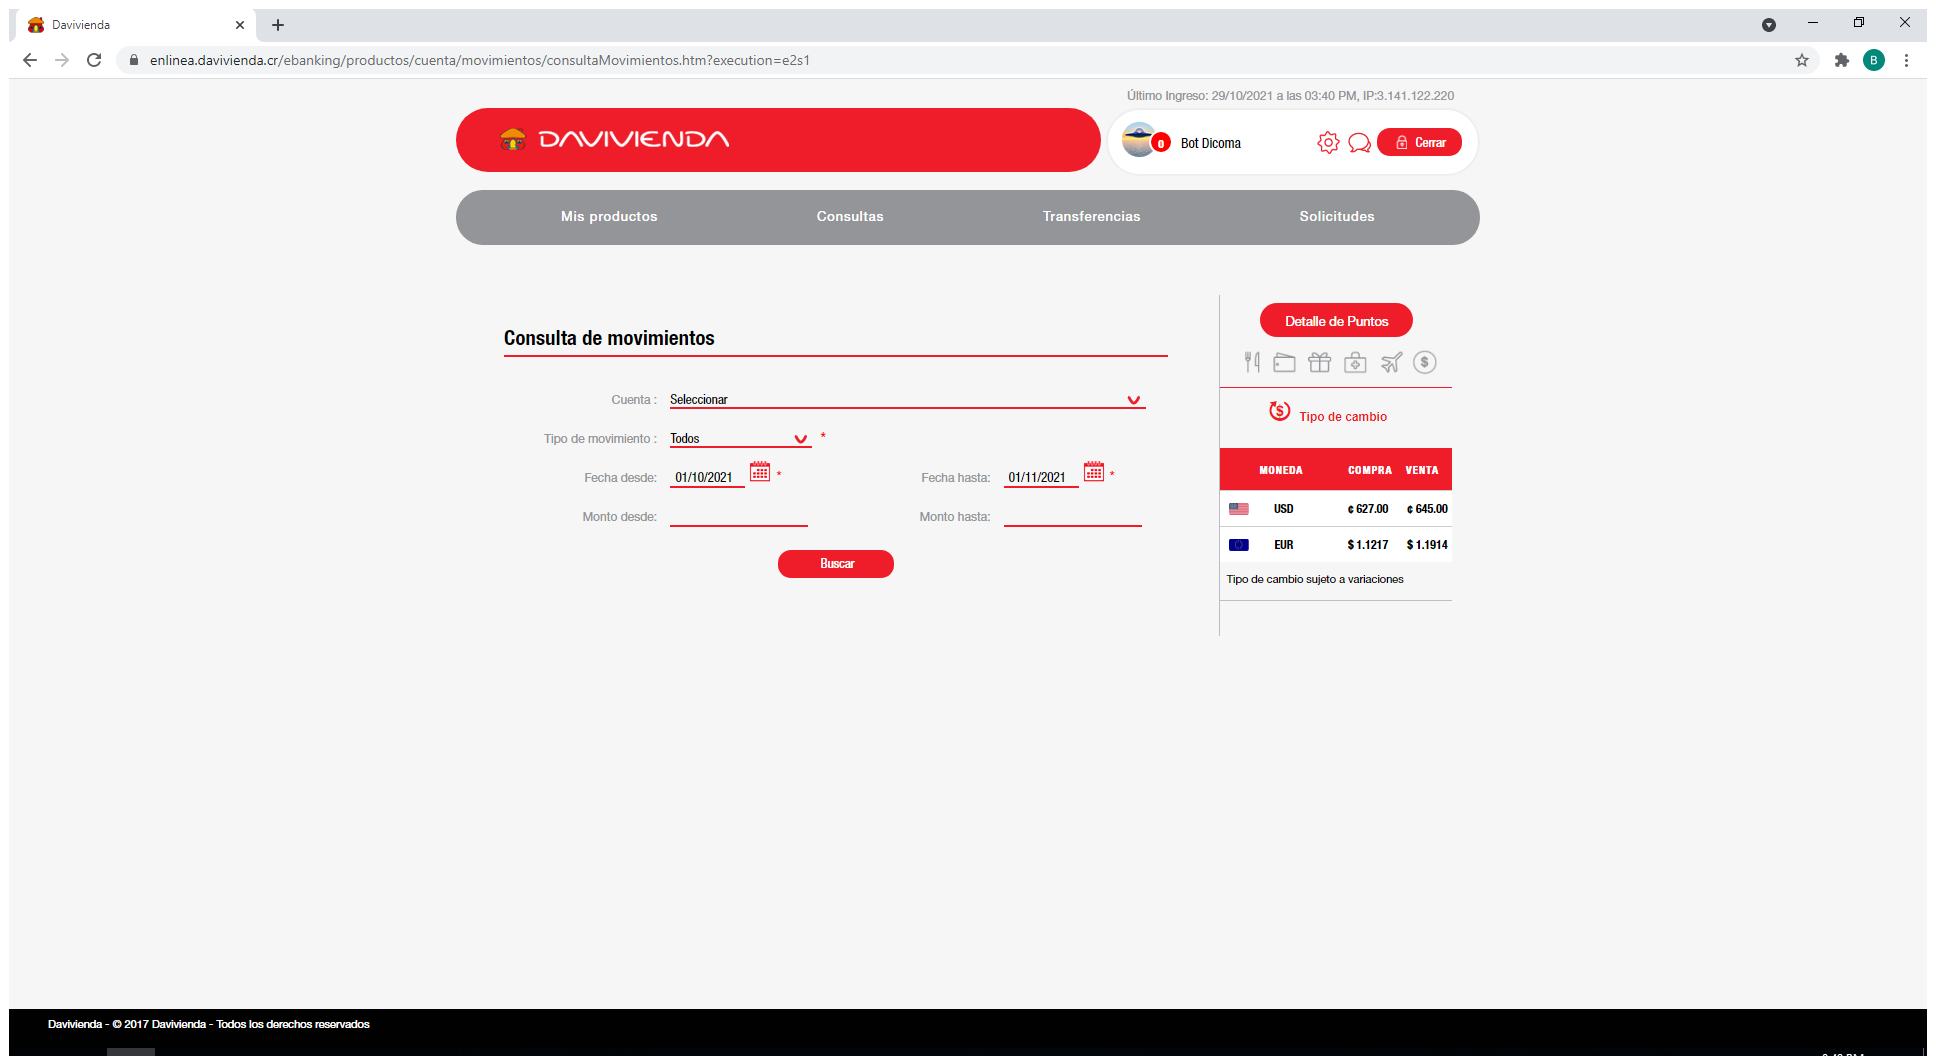 Davivienda
enlinea.davivienda.cr/ebanking/productos/cuenta/movimientos/consultaMovimientos.htm?execution=e2s1
B
Último Ingreso: 29/10/2021 a las 03:40 PM, IP:3.141.122.220
DAVIVIENDA
0
Bot Dicoma
Cerrar
Mis productos
Consultas
Transferencias
Solicitudes
Consulta de movimientos
Cuenta :
Seleccionar
Tipo de movimiento :
Todos
*
Fecha desde:
01/10/2021
*
Fecha hasta:
01/11/2021
*
Monto desde:
Monto hasta:
Buscar
Detalle de Puntos
$
$
Tipo de cambio
MONEDA COMPRA VENTA
USD ¢ 627.00 ¢ 645.00
EUR $ 1.1217 $ 1.1914
Tipo de cambio sujeto a variaciones
Davivienda - © 2017 Davivienda - Todos los derechos reservados